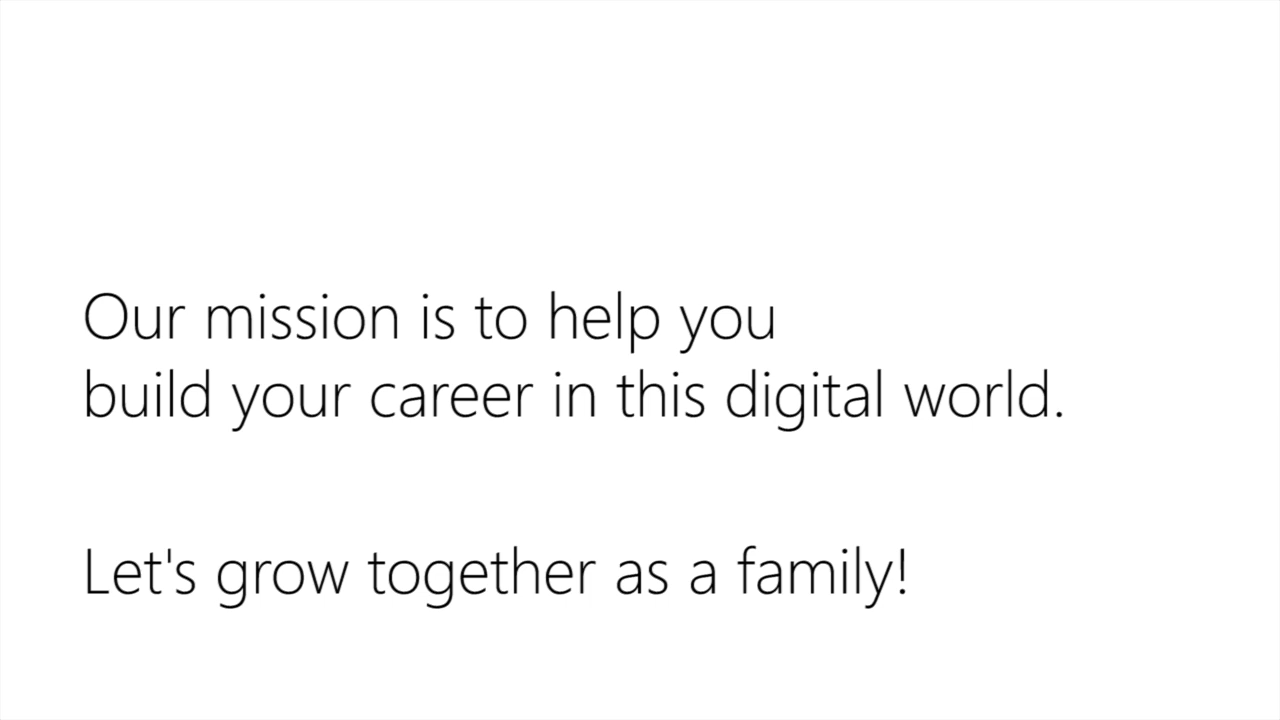 Our mission is to help you
build your career in this digital world.
Let's grow together as a family!